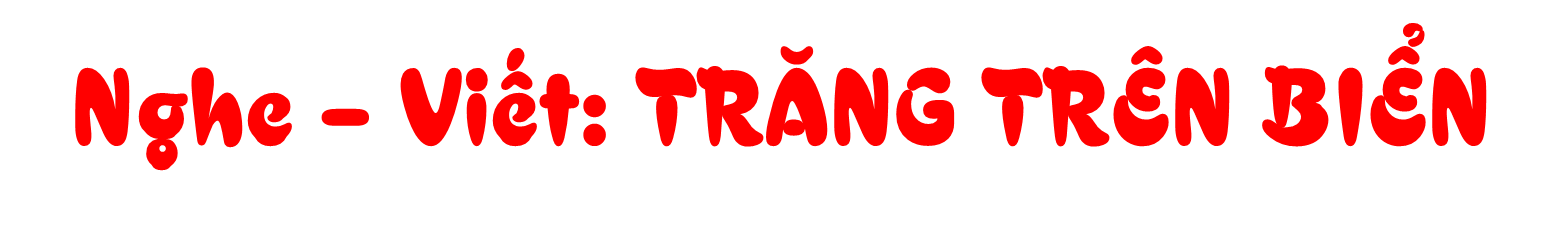 Nghe - Viết: TRĂNG TRÊN BIỂN